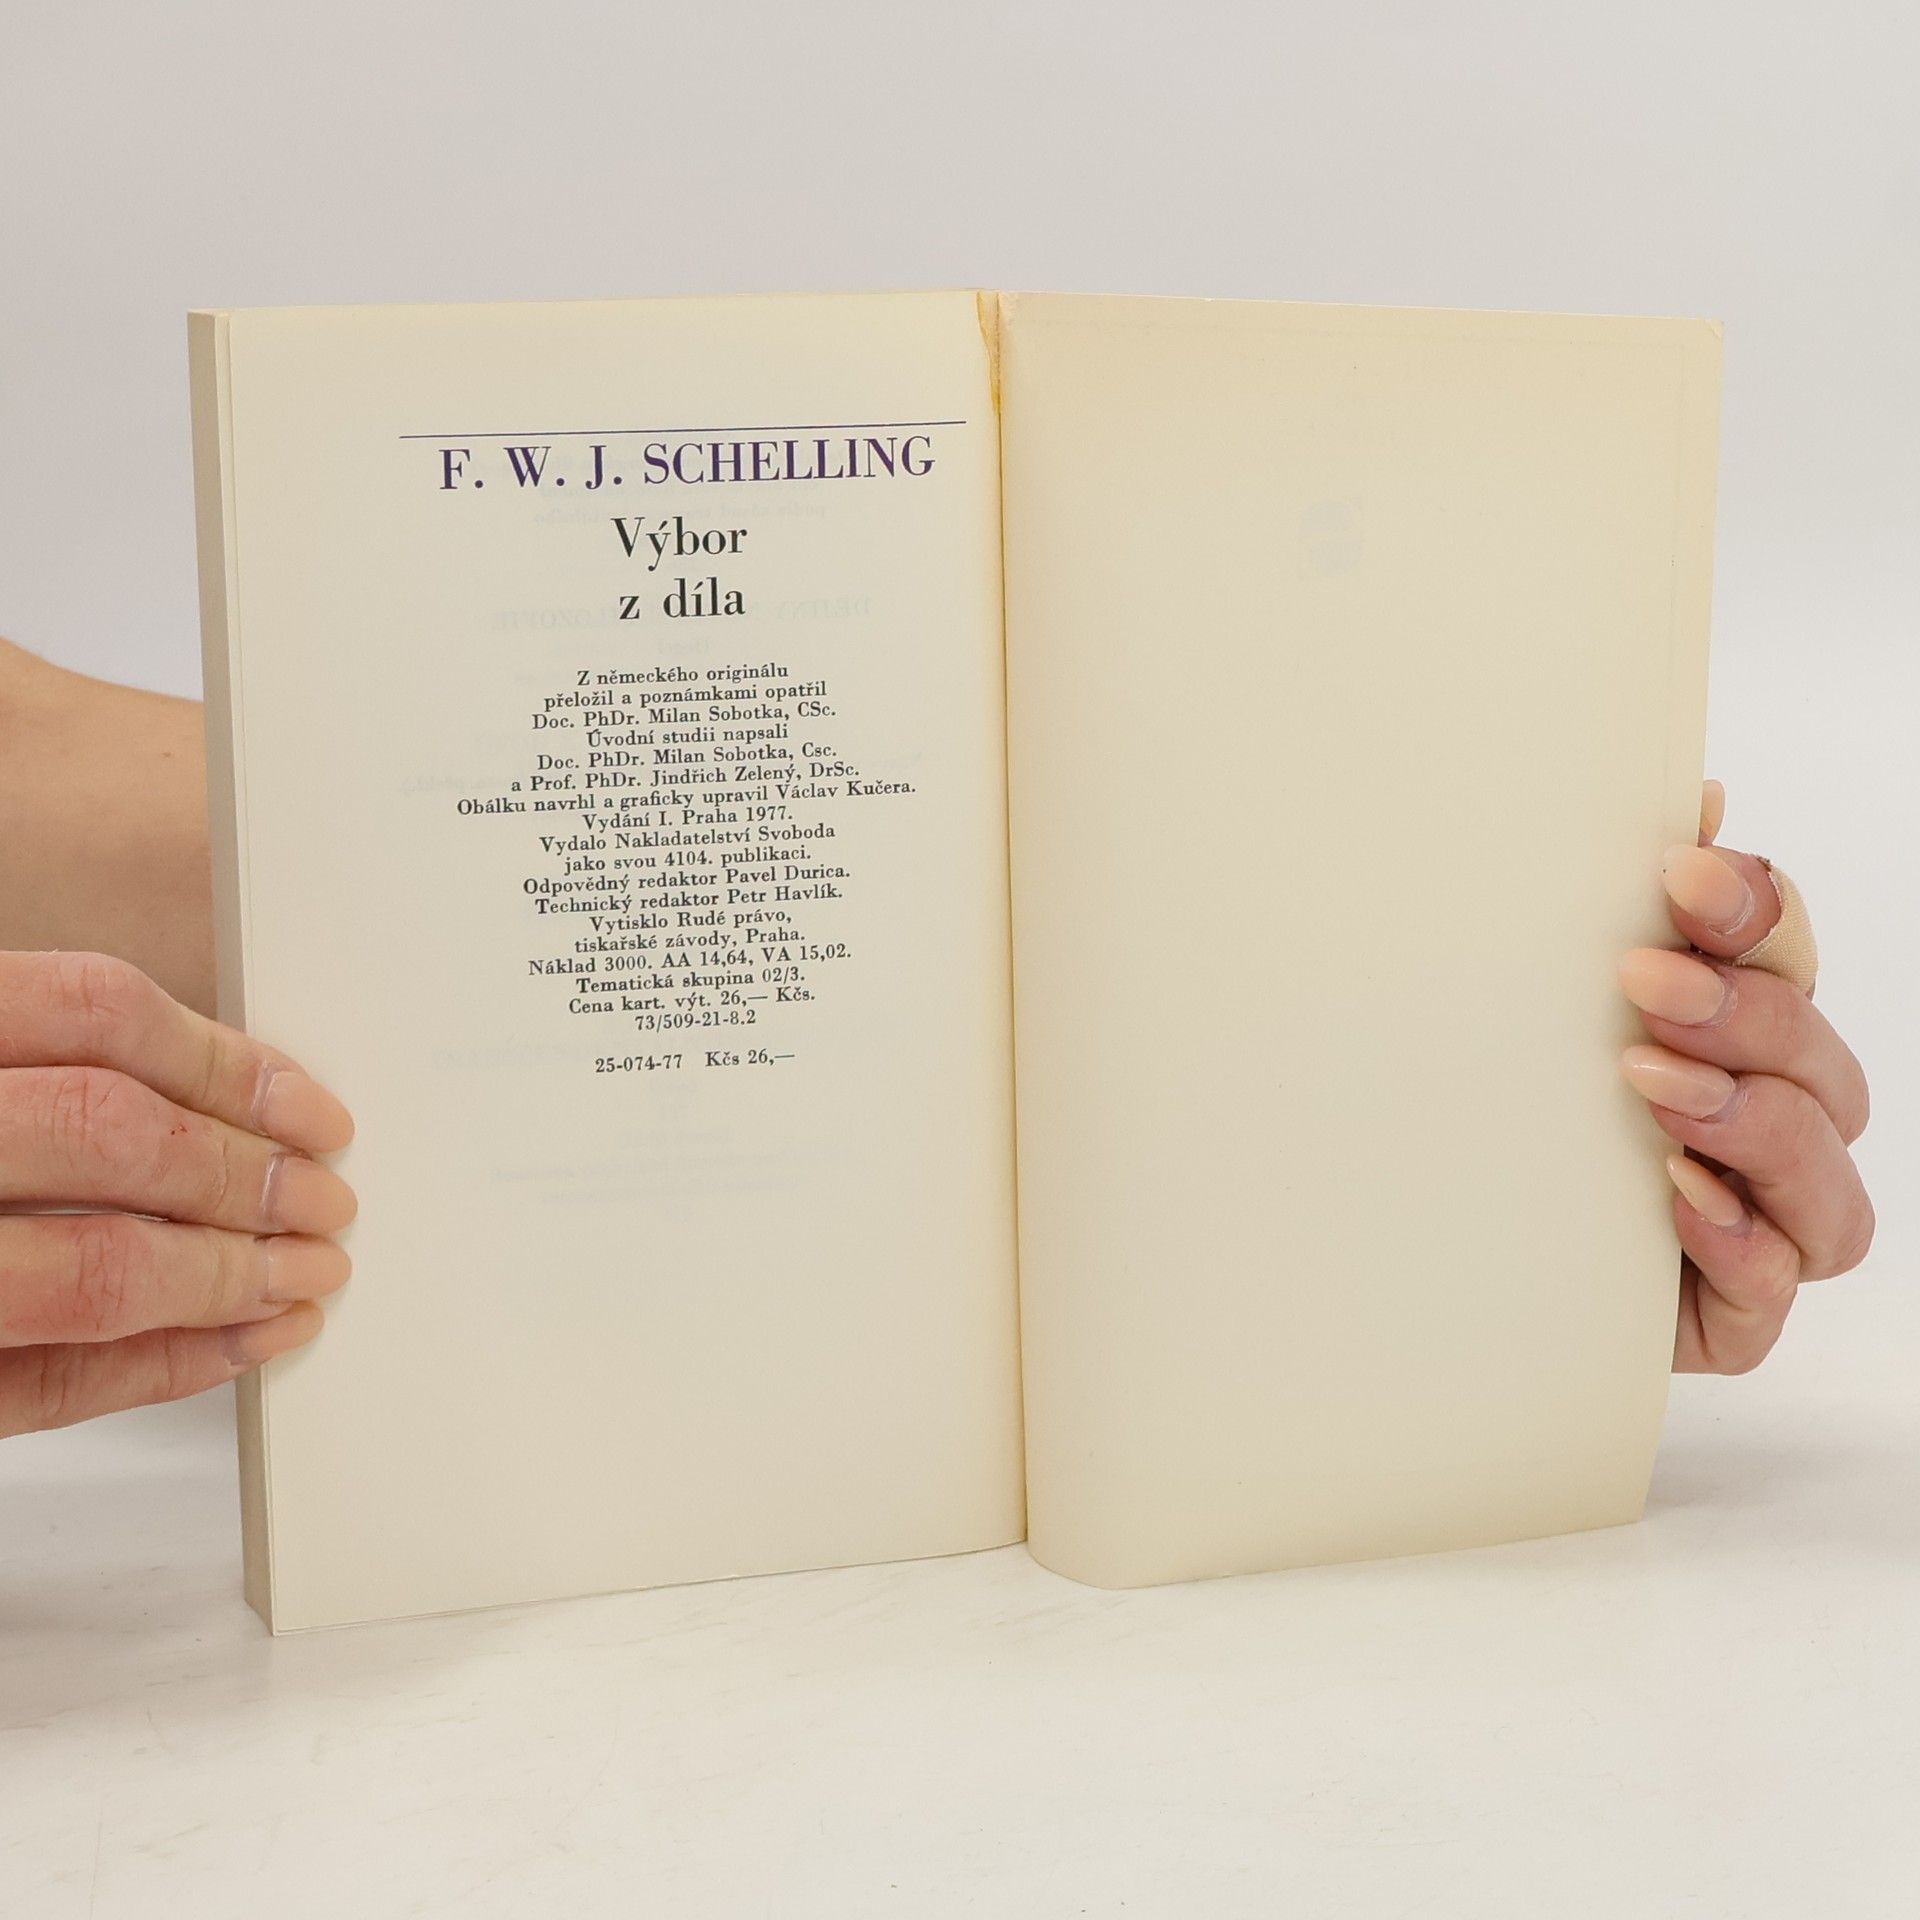 F. W. J. SCHELLING
Výbor
z díla
Z německého originálu
přeložil a poznámkami opatřil
Doc. PhDr. Milan Sobotka, CSc.
Úvodní studii napsali
Doc. PhDr. Milan Sobotka, Csc.
a Prof. PhDr. Jindřich Zelený, DrSc.
Obálku navrhl a graficky upravil Václav Kučera.
Vydání I. Praha 1977.
Vydalo Nakladatelství Svoboda
jako svou 4104. publikaci.
Odpovědný redaktor Pavel Durica.
Technický redaktor Petr Havlík.
Vytisklo Rudé právo,
tiskařské závody, Praha.
Náklad 3000. AA 14,64, VA 15,02.
Tematická skupina 02/3.
Cena kart. výt. 26,— Kčs.
73/509-21-8.2
25-074-77 Kčs 26,—